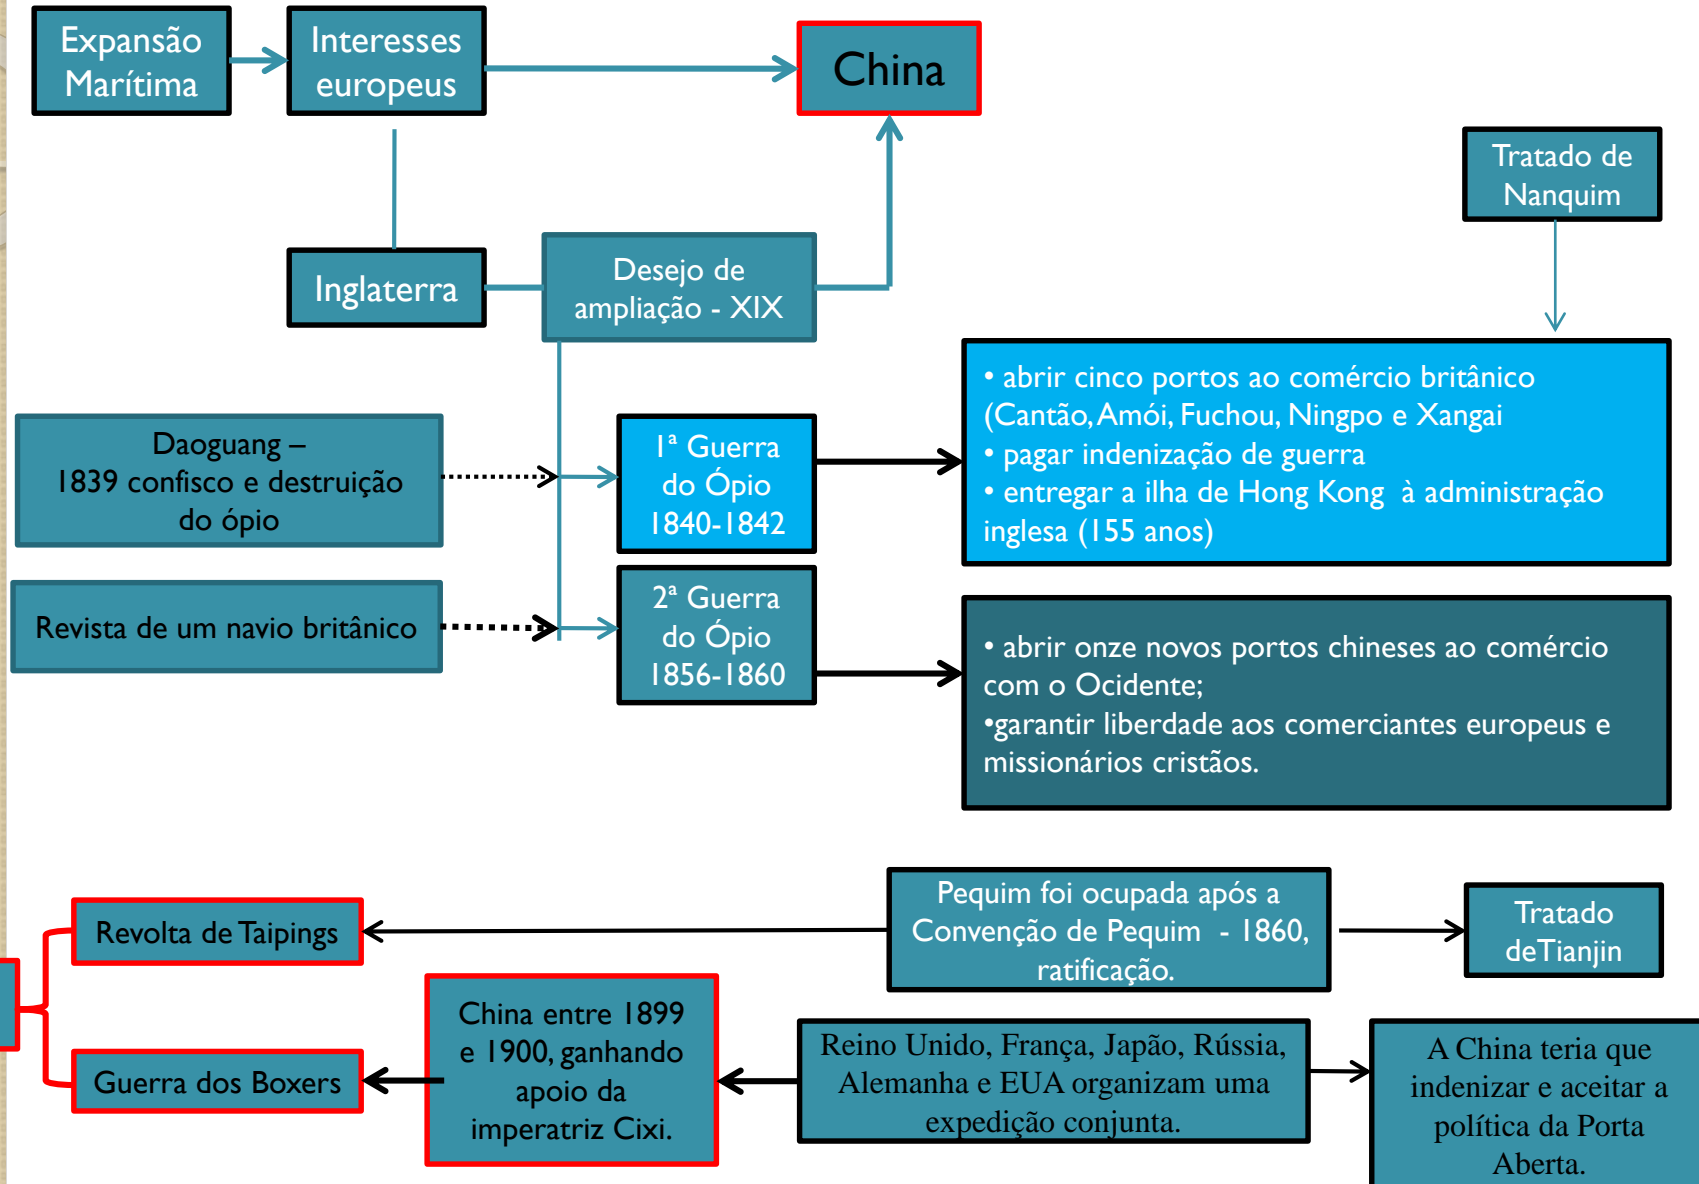 Expansão
Marítima
Interesses
europeus
China
Tratado de
Nanquim
Inglaterra
Desejo de
ampliação - XIX
Daoguang –
1839 confisco e destruição
do ópio
1ª Guerra
do Ópio
1840-1842
• abrir cinco portos ao comércio britânico
(Cantão, Amói, Fuchou, Ningpo e Xangai
• pagar indenização de guerra
• entregar a ilha de Hong Kong à administração
inglesa (155 anos)
Revista de um navio britânico
2ª Guerra
do Ópio
1856-1860
• abrir onze novos portos chineses ao comércio
com o Ocidente;
•garantir liberdade aos comerciantes europeus e
missionários cristãos.
Revolta de Taipings
Pequim foi ocupada após a
Convenção de Pequim - 1860,
ratificação.
Tratado
deTianjin
Guerra dos Boxers
China entre 1899
e 1900, ganhando
apoio da
imperatriz Cixi.
Reino Unido, França, Japão, Rússia,
Alemanha e EUA organizam uma
expedição conjunta.
A China teria que
indenizar e aceitar a
política da Porta
Aberta.